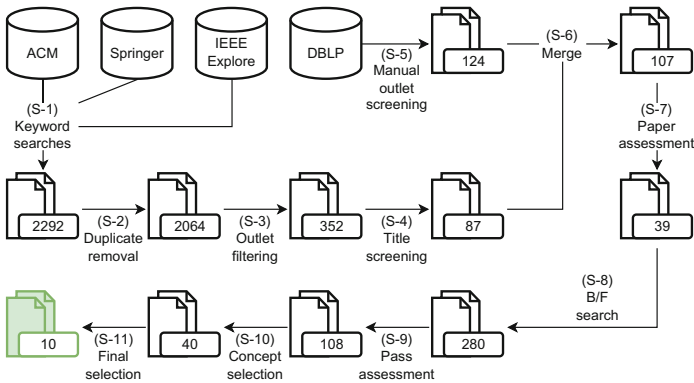 ACM
Springer
IEEE
Explore
DBLP
(S-5)
Manual
outlet
screening
124
(S-6)
Merge
107
(S-1)
Keyword
searches
(S-7)
Paper
assessment
2292
(S-2)
Duplicate
removal
2064
(S-3)
Outlet
filtering
352
(S-4)
Title
screening
87
39
(S-8)
B/F
search
10
(S-11)
Final
selection
40
(S-10)
Concept
selection
108
(S-9)
Pass
assessment
280